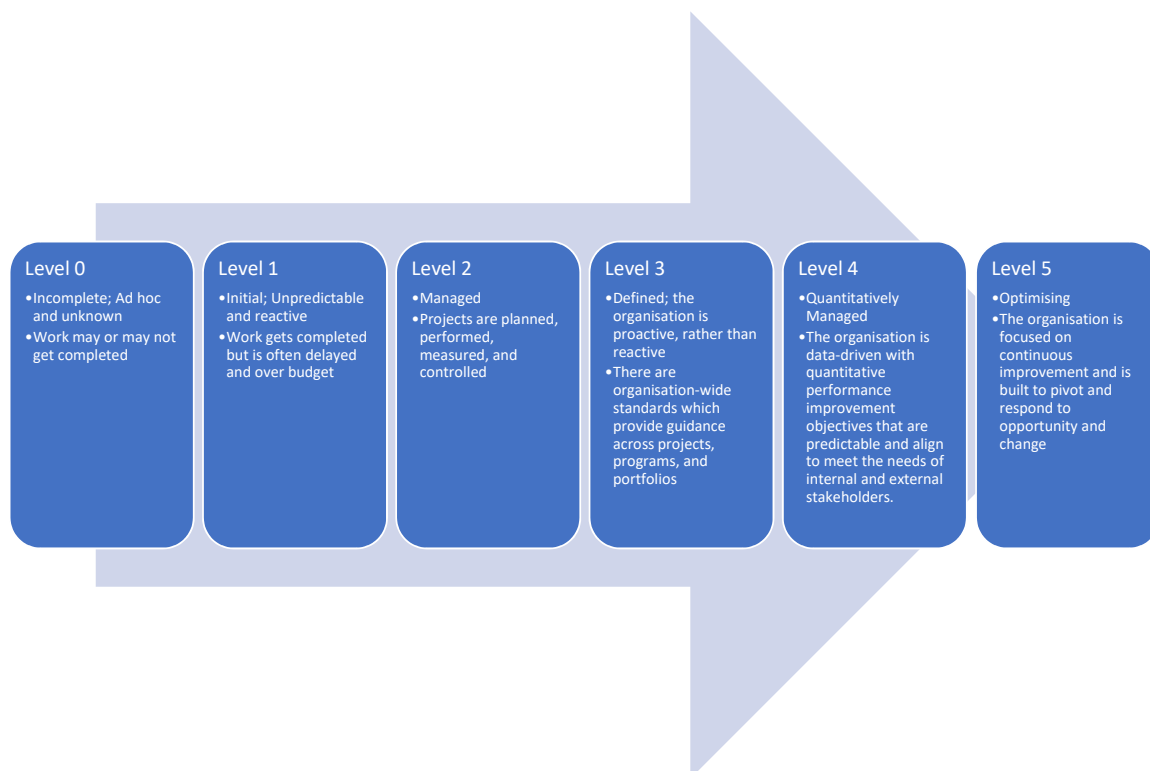 Level 0
•Incomplete; Ad hoc
and unknown
•Work may or may not
get completed
Level 1
•Initial; Unpredictable
and reactive
•Work gets completed
but is often delayed
and over budget
Level 2
•Managed
•Projects are planned,
performed,
measured, and
controlled
Level 3
•Defined; the
organisation is
proactive, rather than
reactive
•There are
organisation-wide
standards which
provide guidance
across projects,
programs, and
portfolios
Level 4
•Quantitatively
Managed
•The organisation is
data-driven with
quantitative
performance
improvement
objectives that are
predictable and align
to meet the needs of
internal and external
stakeholders.
Level 5
•Optimising
•The organisation is
focused on
continuous
improvement and is
built to pivot and
respond to
opportunity and
change